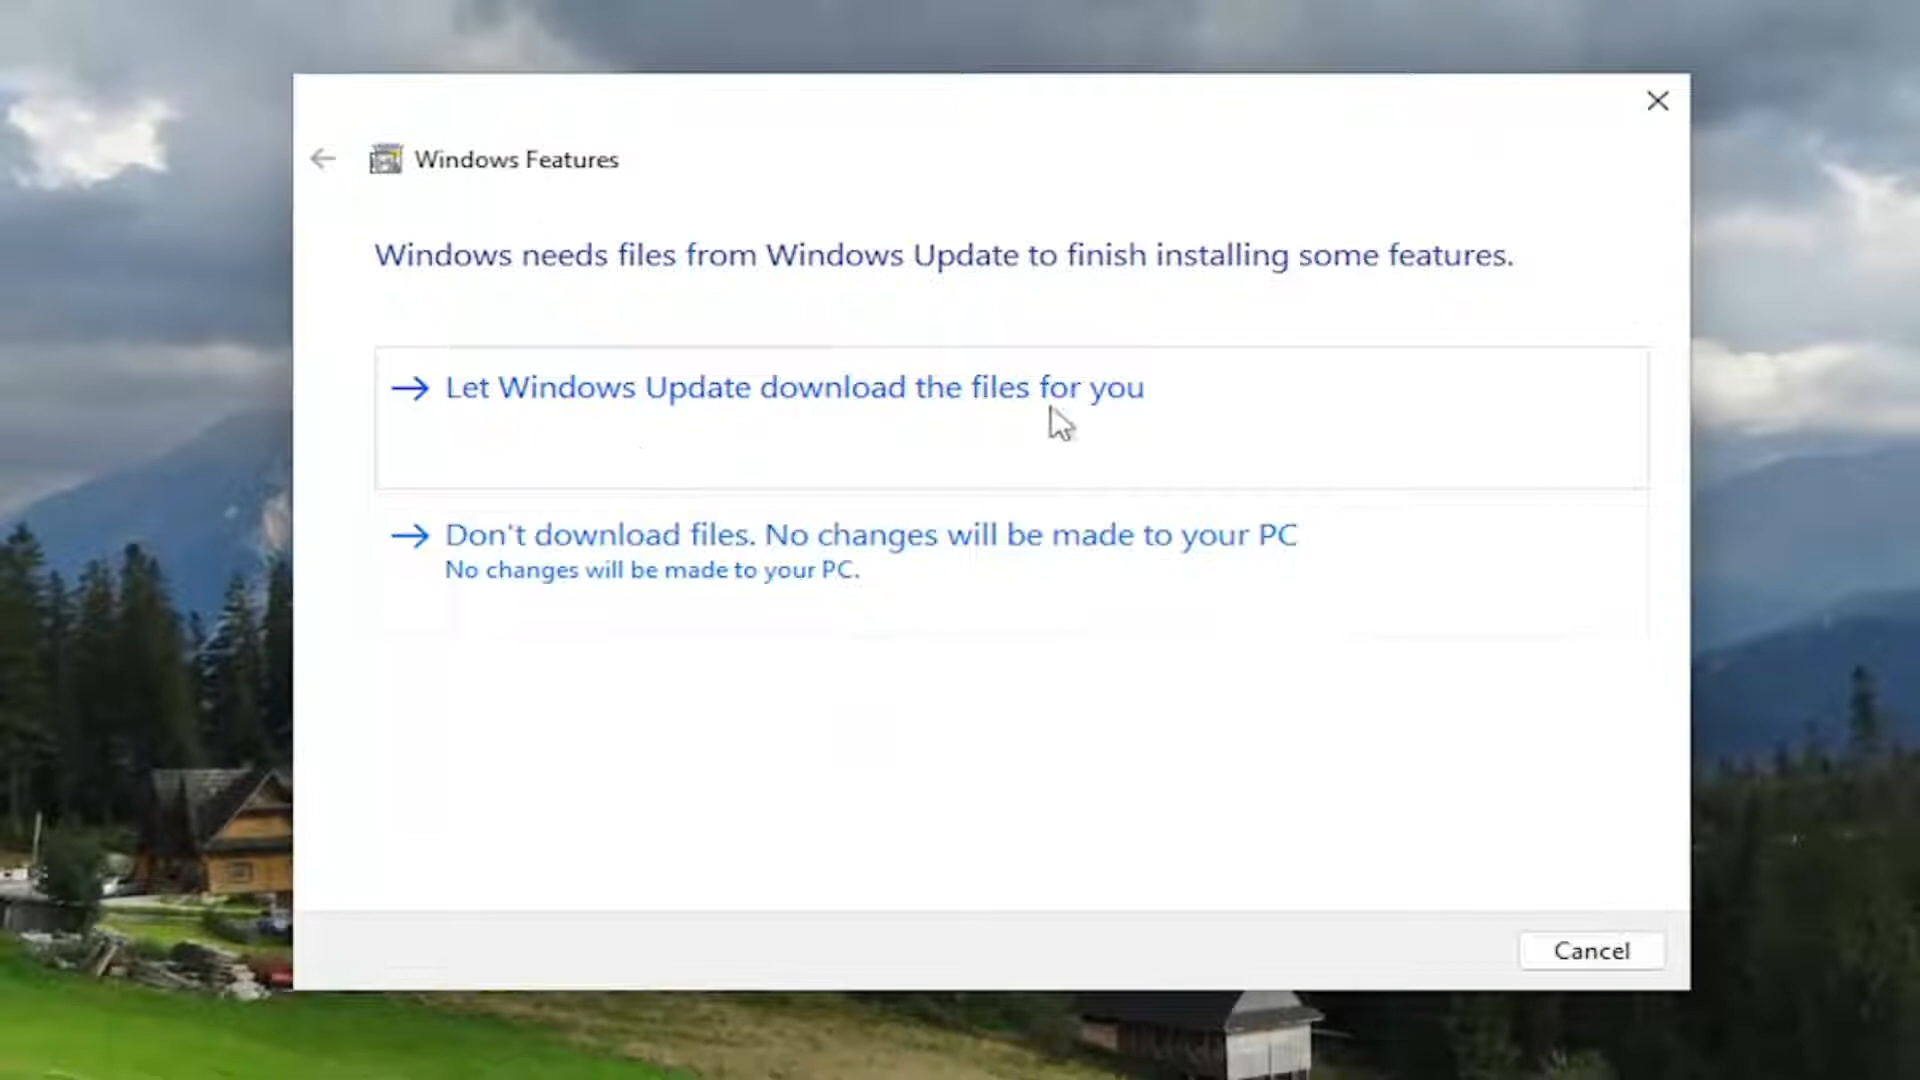 Windows Features
Windows needs files from Windows Update to finish installing some features.
Let Windows Update download the files for you
Don't download files. No changes will be made to your PC
No changes will be made to your PC.
Cancel